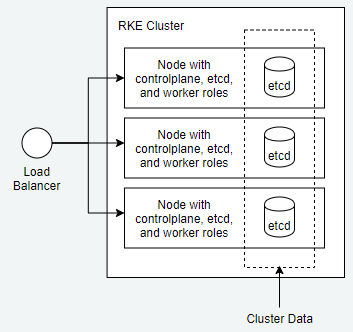 RKE Cluster
Node with
controlplane, etcd,
and worker roles
etcd
Node with
controlplane, etcd,
and worker roles
etcd
Node with
controlplane, etcd,
and worker roles
etcd
Load
Balancer
Cluster Data